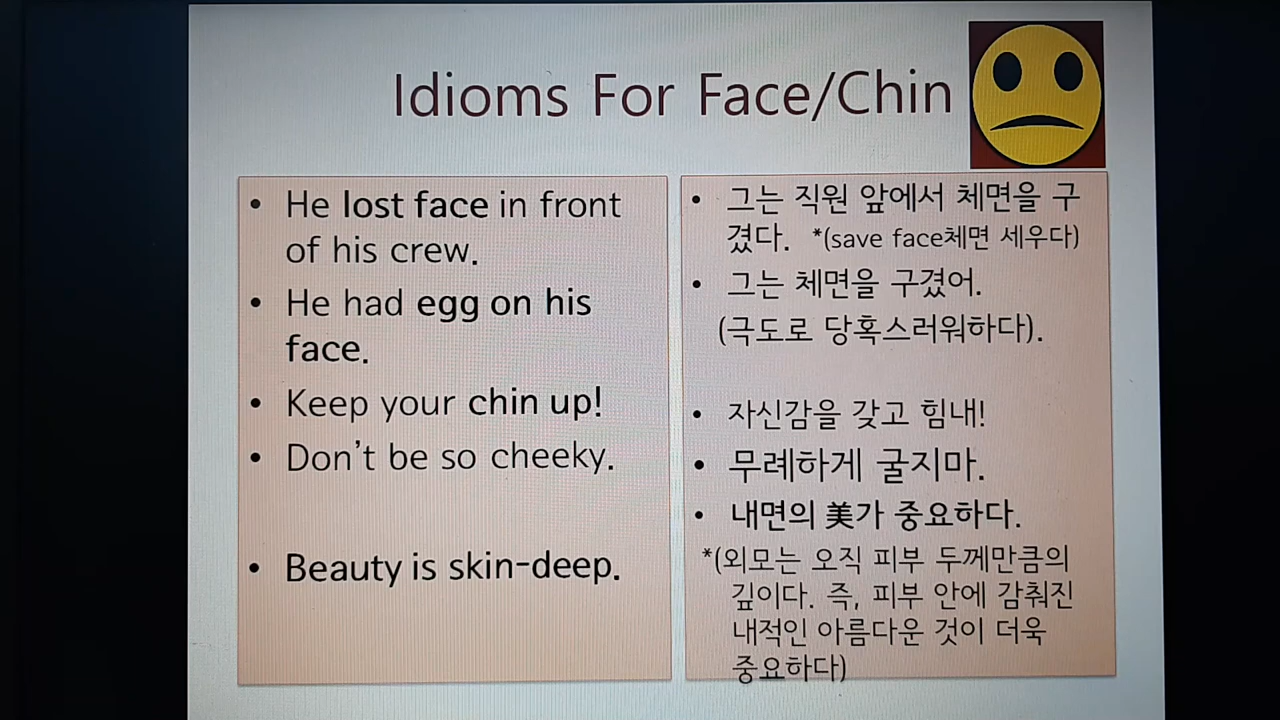 Idioms For Face/Chin
• He lost face in front
of his crew.
• He had egg on his
face.
• Keep your chin up!
• Don't be so cheeky.
• Beauty is skin-deep.
• 그는 직원 앞에서 체면을 구
겼다. *(save face체면 세우다)
• 그는 체면을 구겼어.
(극도로 당혹스러워하다).
• 자신감을 갖고 힘내!
• 무례하게 굴지마.
• 내면의 美가 중요하다.
*(외모는 오직 피부 두께만큼의
깊이다. 즉, 피부 안에 감춰진
내적인 아름다운 것이 더욱
중요하다)